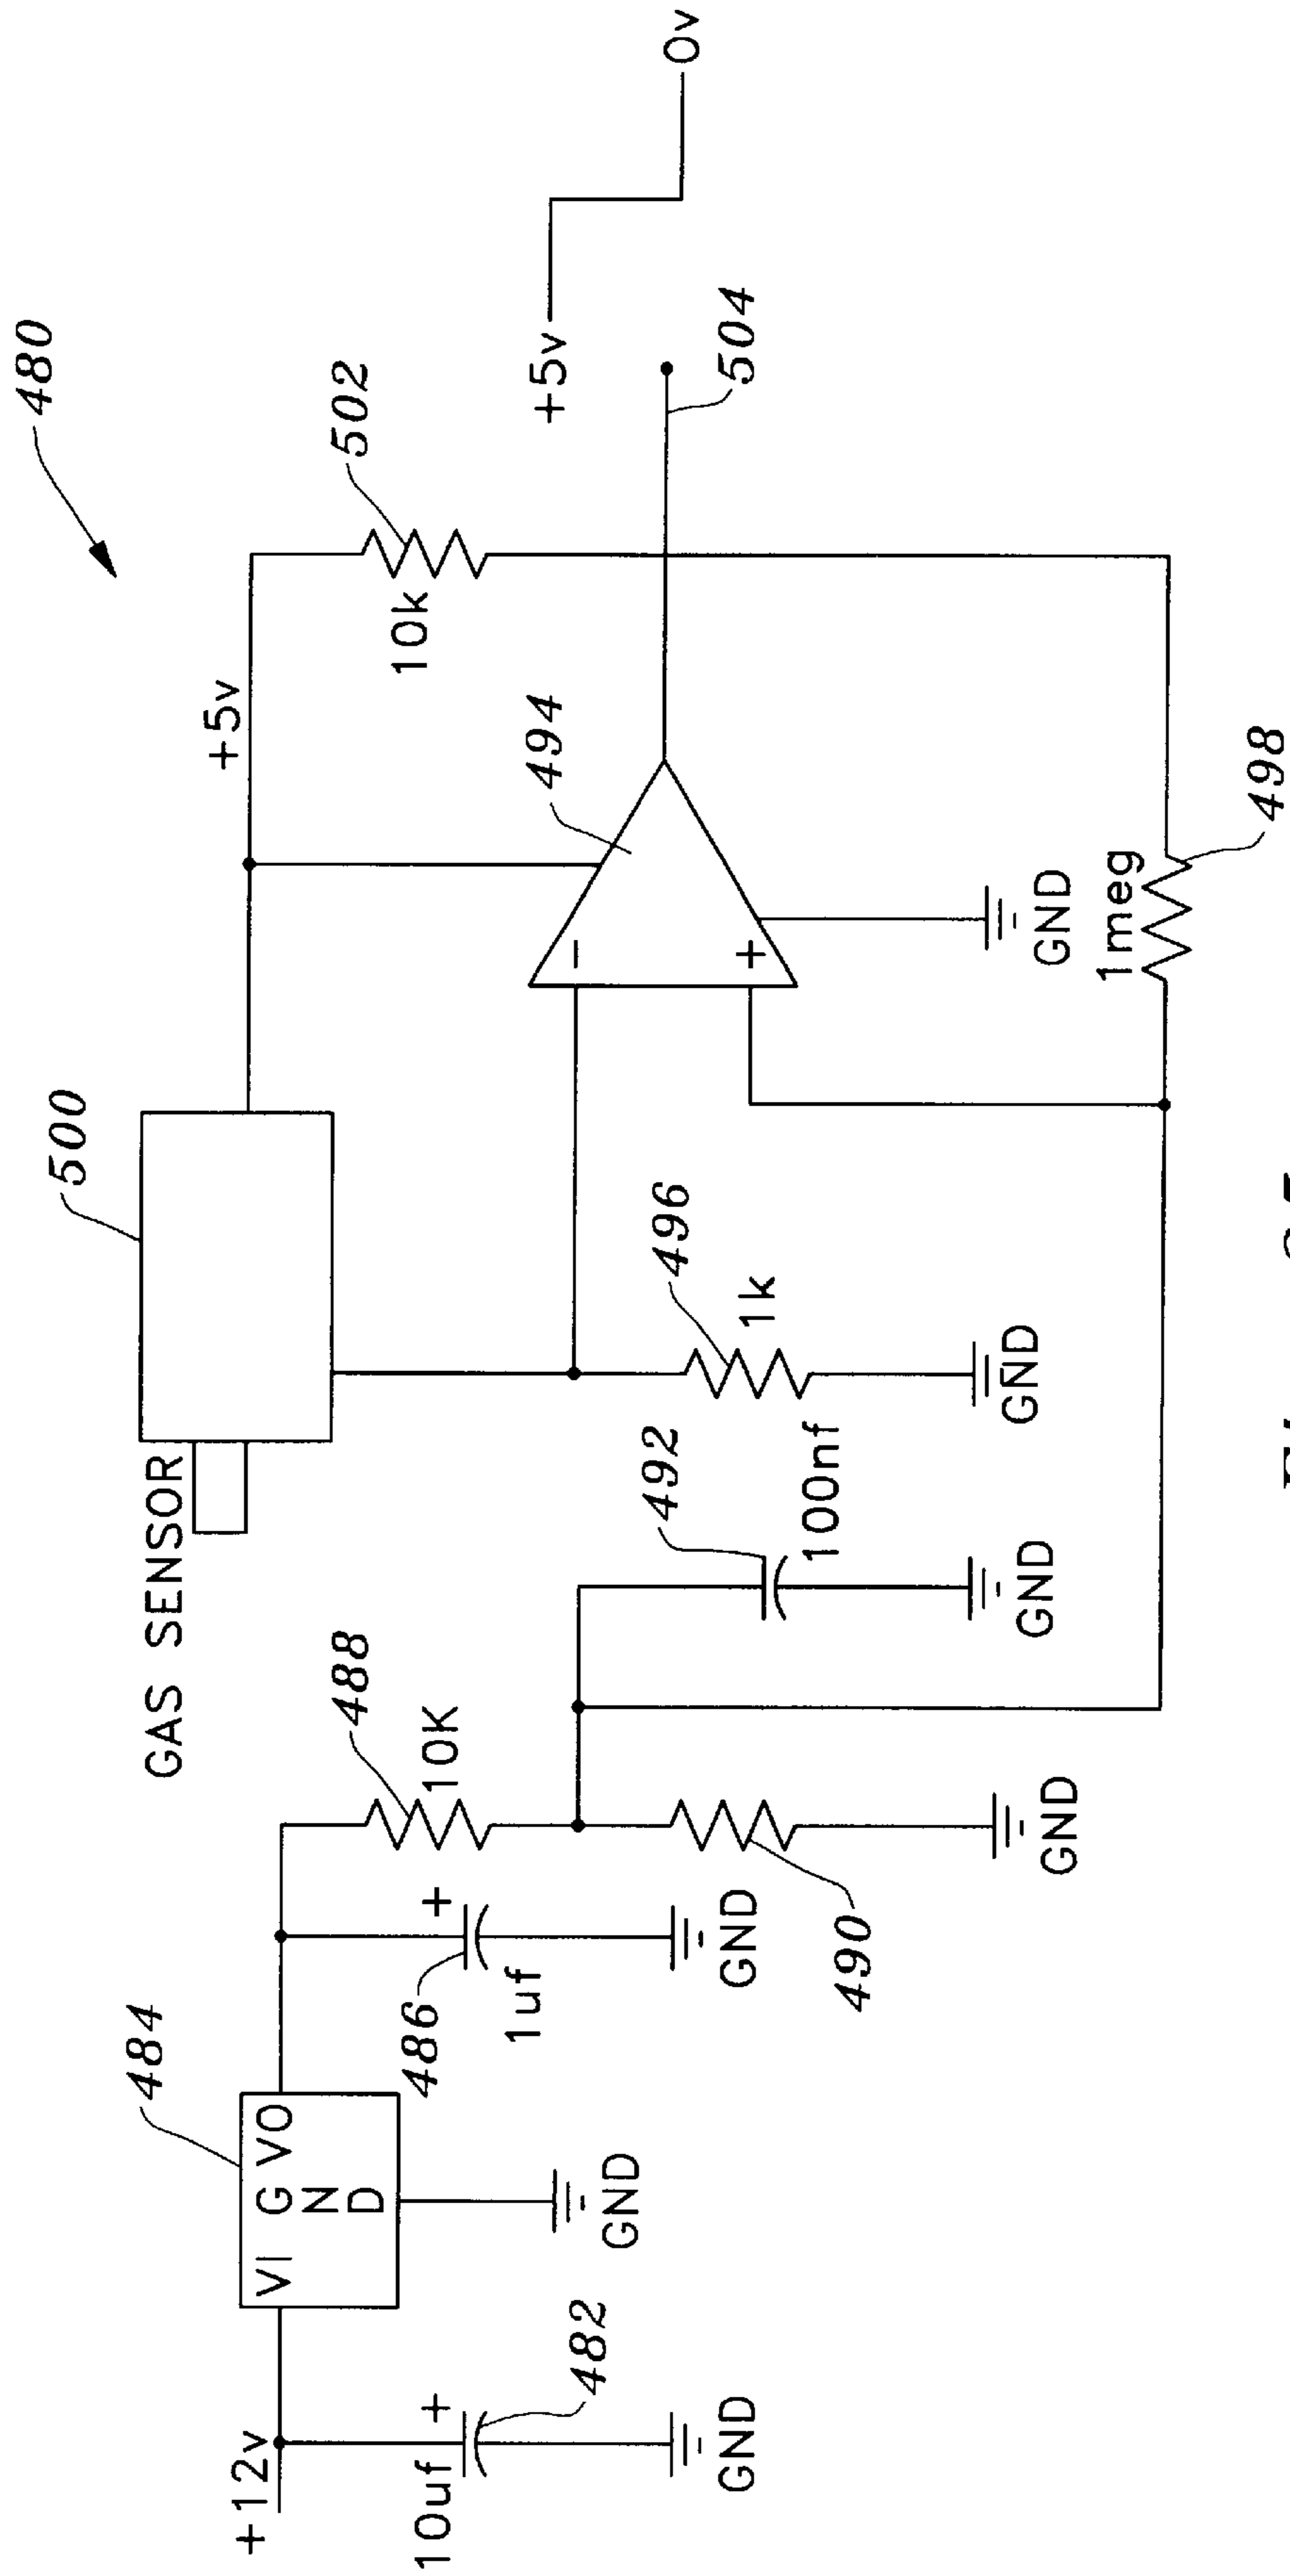 480
500
GAS SENSOR
+5v
502
10k
+5v
0v
504
494
-
+
GND
1meg
498
496
1k
GND
492
100nf
GND
488
10K
490
GND
484
VI G VO
N
D
GND
486
+
1uf
GND
+12v
10uf
+
482
GND